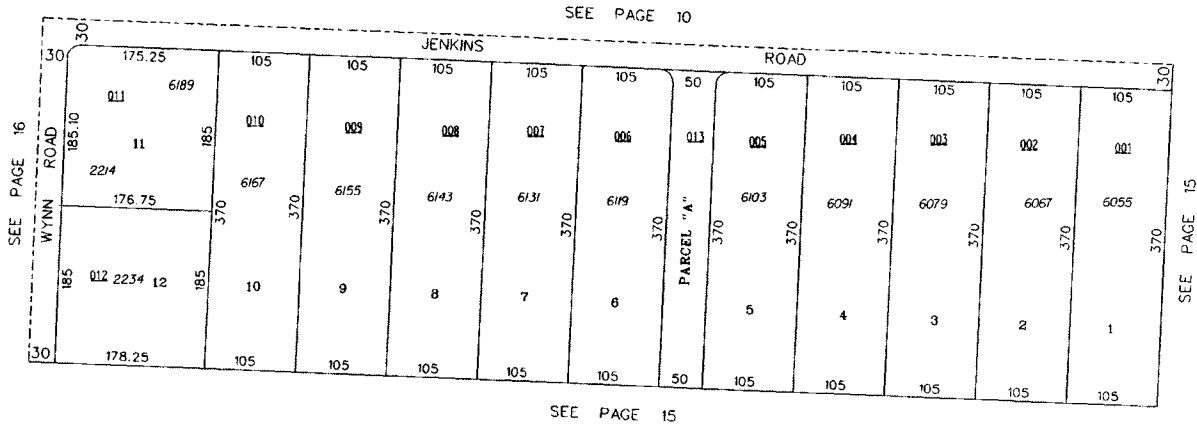 SEE PAGE 10
30 JENKINS ROAD 30
30 175.25 105 105 105 105 105 50 105 105 105 105 105
011 6189 010 009 008 007 006 013 005 004 003 002 001
SEE PAGE 16
WYNN ROAD
185.10 11 185
2214 6167 6155 6143 6131 6119 6103 6091 6079 6067 6055
176.75
370 370 370 370 370 370 370 370 370 370 370
PARCEL "A"
SEE PAGE 15
185 012 2234 12 185 10 9 8 7 6 5 4 3 2 1
30 178.25 105 105 105 105 105 50 105 105 105 105 105
SEE PAGE 15